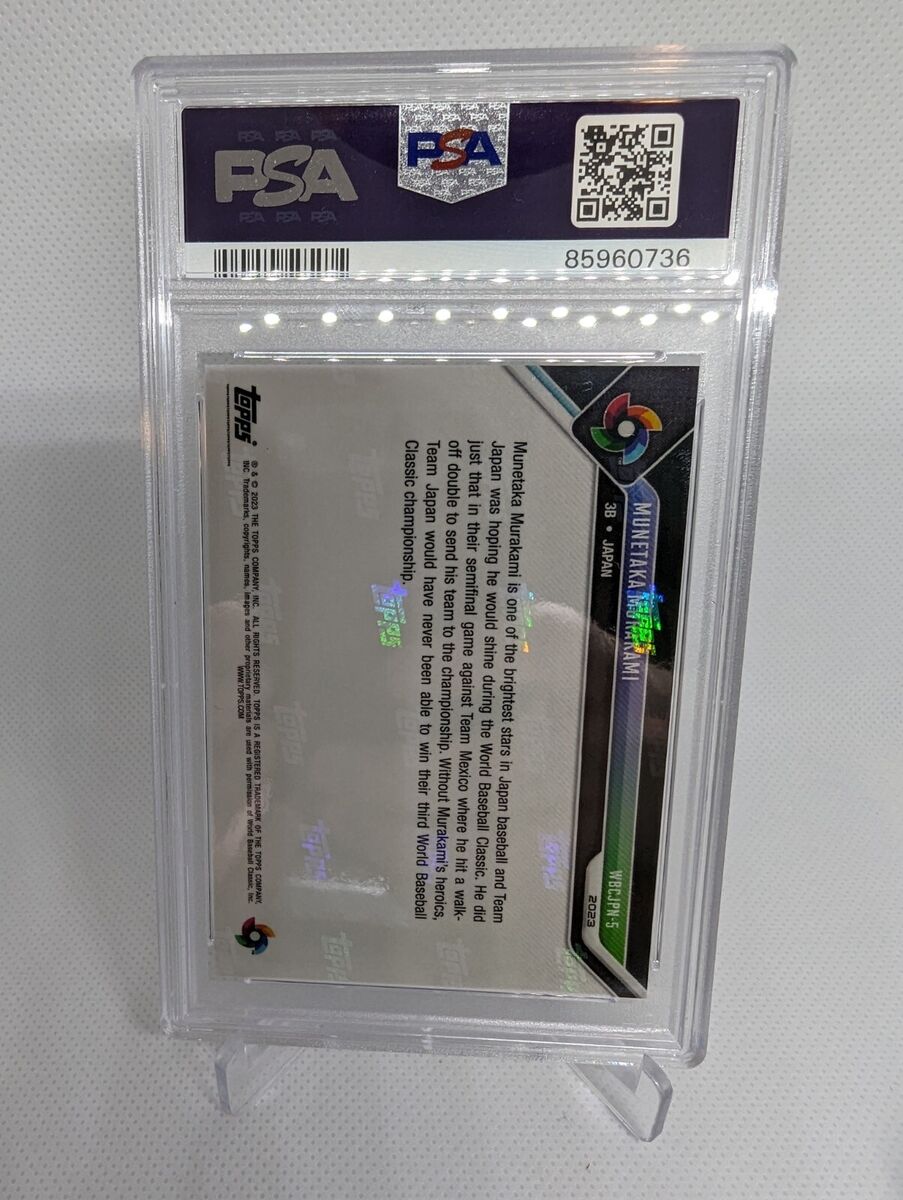 PSA PSA PSA
PSA
PSA PSA PSA
PSA
85960736
MUNETAKA MURAKAMI
3B • JAPAN
WBCJPN-5
2023
Munetaka Murakami is one of the brightest stars in Japan baseball and Team
Japan was hoping he would shine during the World Baseball Classic. He did
just that in their semifinal game against Team Mexico where he hit a walk-
off double to send his team to the championship. Without Murakami's heroics,
Team Japan would have never been able to win their third World Baseball
Classic championship.
topps
® & © 2023 THE TOPPS COMPANY, INC. ALL RIGHTS RESERVED. TOPPS IS A REGISTERED TRADEMARK OF THE TOPPS COMPANY,
INC. Trademarks, copyrights, names, images and other proprietary materials are used with permission of World Baseball Classic, Inc.
WWW.TOPPS.COM